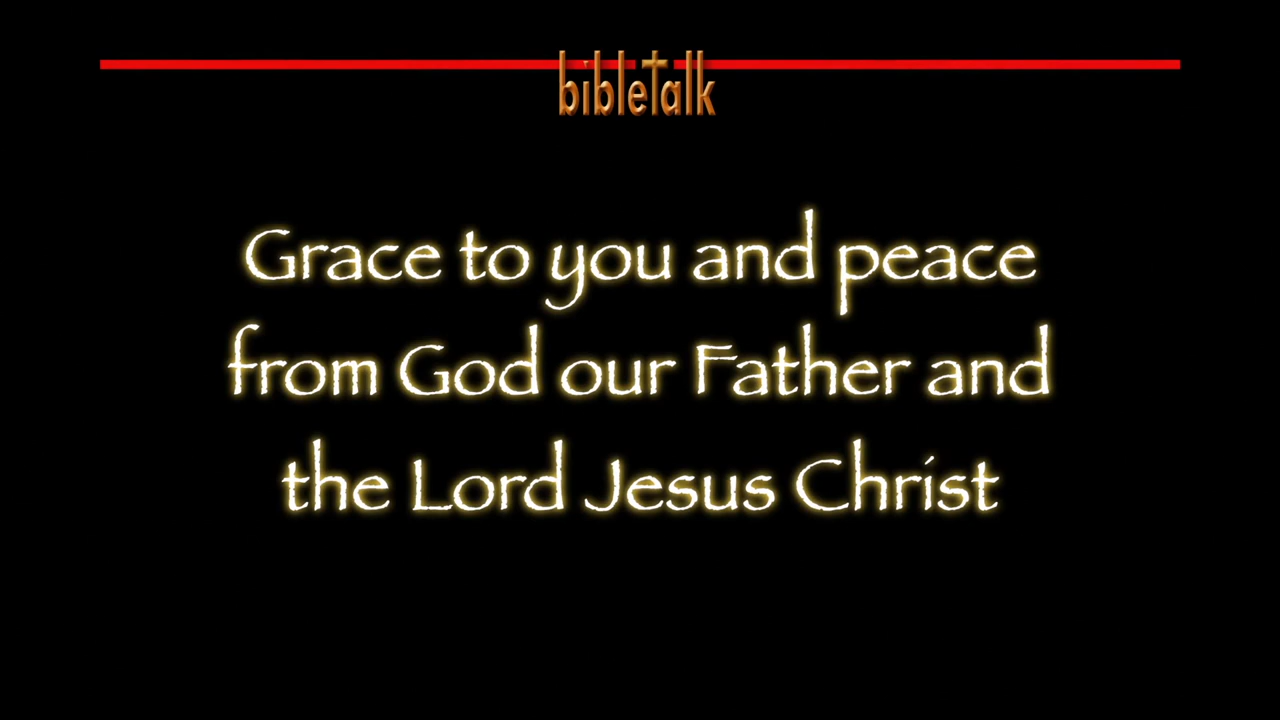 bibleTalk
Grace to you and peace
from God our Father and
the Lord Jesus Christ